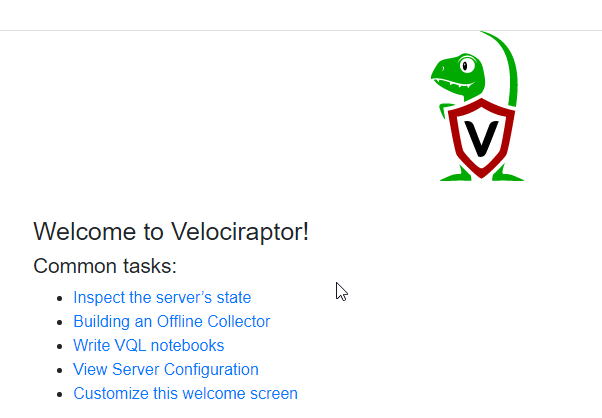 V
Welcome to Velociraptor!
Common tasks:
Inspect the server’s state
Building an Offline Collector
Write VQL notebooks
View Server Configuration
Customize this welcome screen